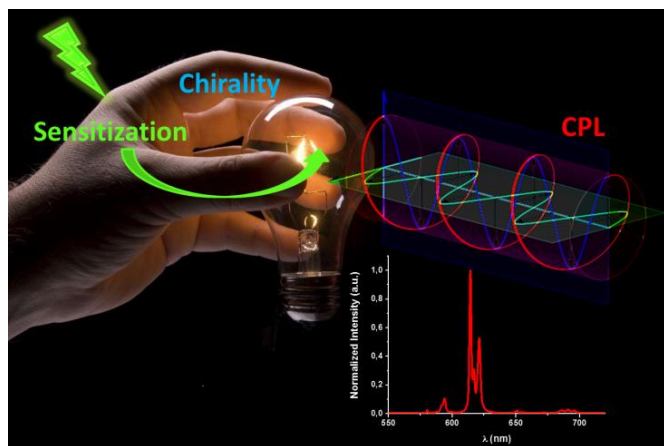 Chirality
Sensitization
CPL
Normalized Intensity (a.u.)
1,0
0,8
0,6
0,4
0,2
0,0
550
600
650
700
λ (nm)